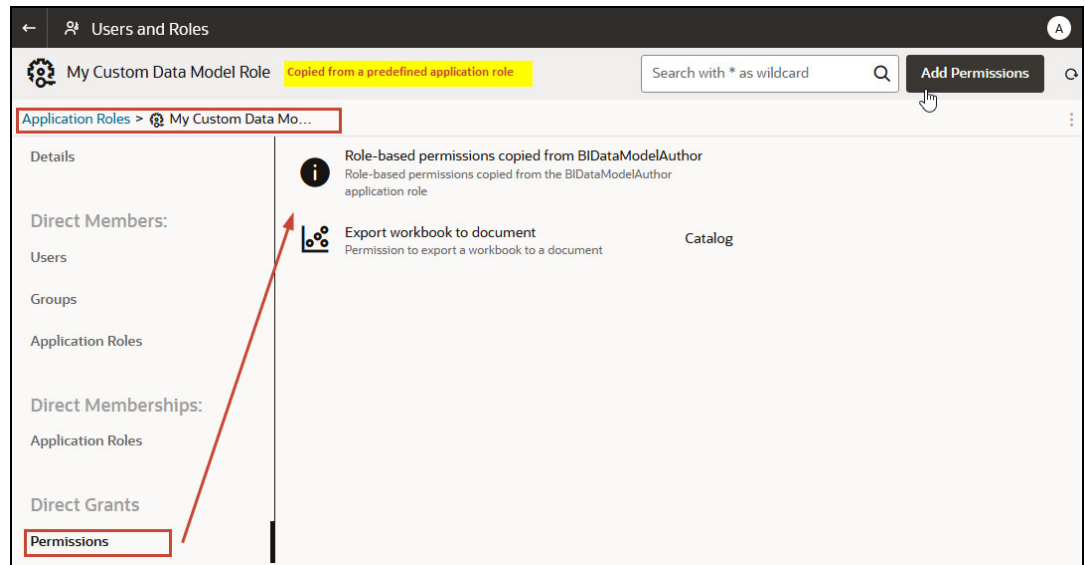 Users and Roles
A
My Custom Data Model Role
Copied from a predefined application role
Search with * as wildcard
Add Permissions
Application Roles > My Custom Data Mo...
Details
Role-based permissions copied from BIDataModelAuthor
Role-based permissions copied from the BIDataModelAuthor
application role
Direct Members:
Export workbook to document
Catalog
Permission to export a workbook to a document
Users
Groups
Application Roles
Direct Memberships:
Application Roles
Direct Grants
Permissions